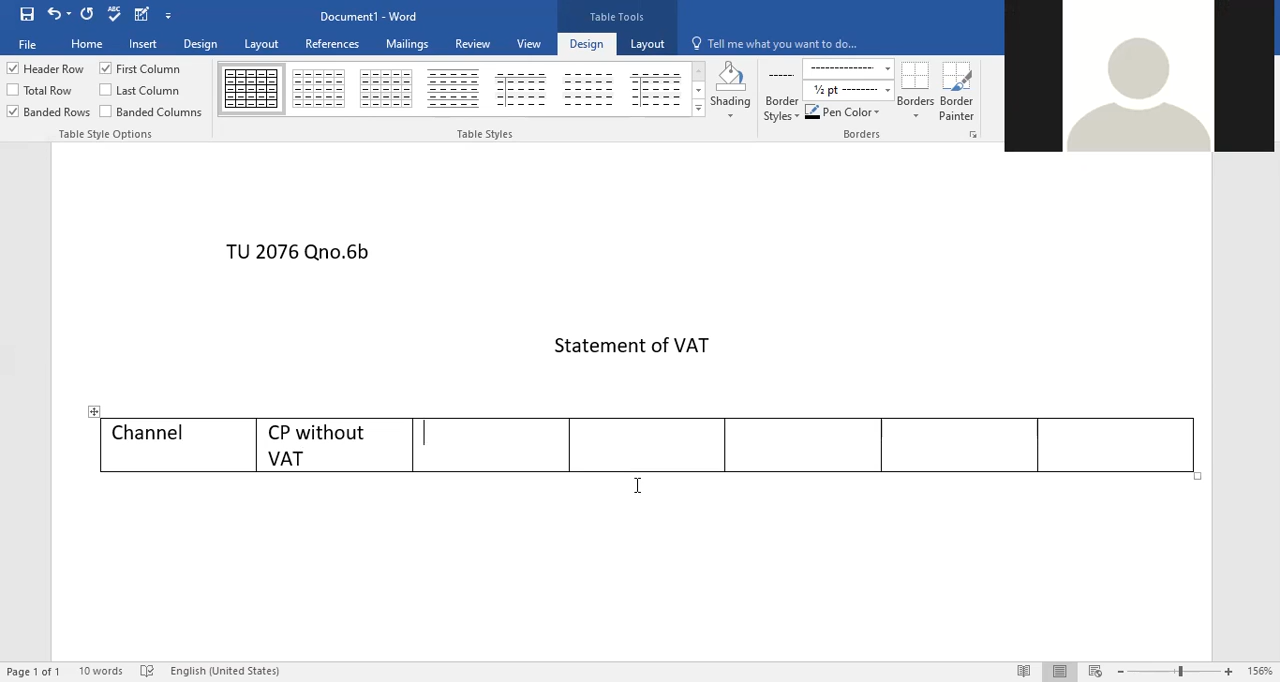 ABC
Document1 - Word
Table Tools
File
Home
Insert
Design
Layout
References
Mailings
Review
View
Design
Layout
Tell me what you want to do...
Header Row
First Column
Total Row
Last Column
Banded Rows
Banded Columns
Table Style Options
Table Styles
Shading
Border
Styles
½ pt
Pen Color
Borders
Border
Painter
Borders
TU 2076 Qno.6b
Statement of VAT
Channel
CP without
VAT
Page 1 of 1
10 words
English (United States)
156%